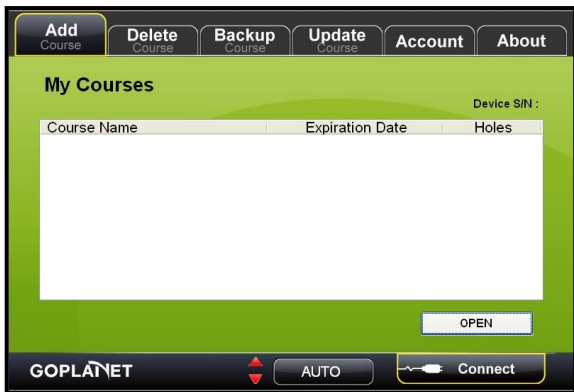 Add Delete Backup Update Account About
Course Course Course Course
My Courses
Device S/N :
Course Name Expiration Date Holes
OPEN
GOPLANET AUTO Connect